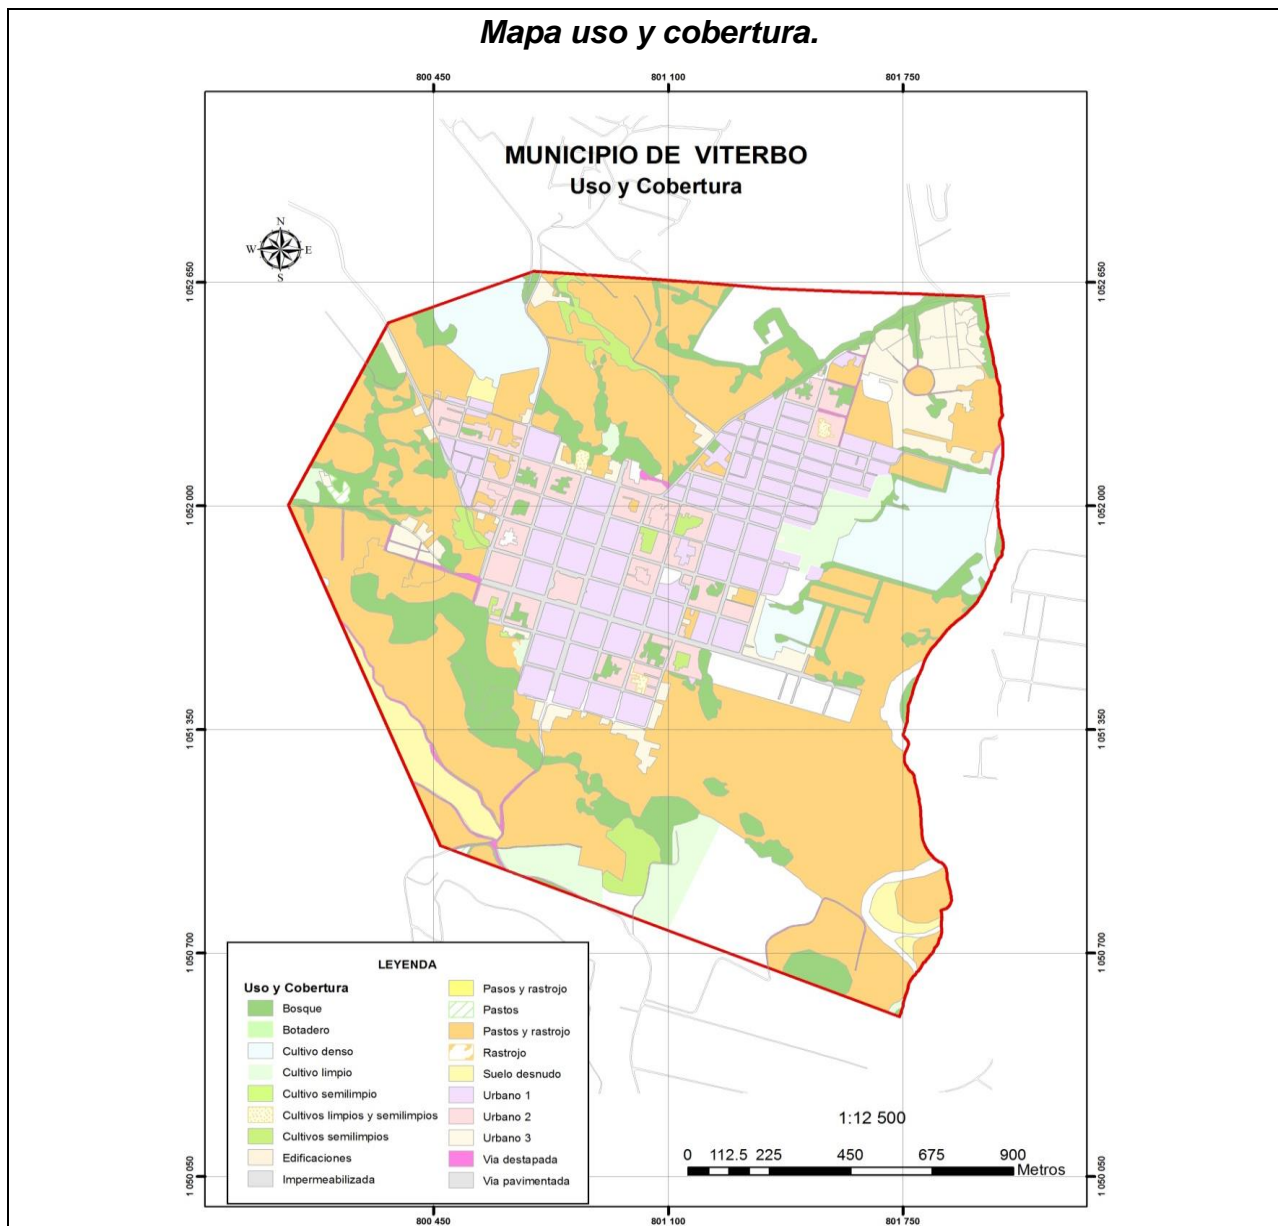 Mapa uso y cobertura.
800 450
801 100
801 750
MUNICIPIO DE VITERBO
Uso y Cobertura
N
W
E
S
1 052 650
1 052 650
1 052 000
1 052 000
1 051 350
1 051 350
1 050 700
1 050 700
1 050 050
1 050 050
LEYENDA
Uso y Cobertura
Bosque
Botadero
Cultivo denso
Cultivo limpio
Cultivo semilimpio
Cultivos limpios y semilimpios
Cultivos semilimpios
Edificaciones
Impermeabilizada
Pasos y rastrojo
Pastos
Pastos y rastrojo
Rastrojo
Suelo desnudo
Urbano 1
Urbano 2
Urbano 3
Via destapada
Via pavimentada
1:12 500
0 112.5 225 450 675 900
Metros
800 450
801 100
801 750